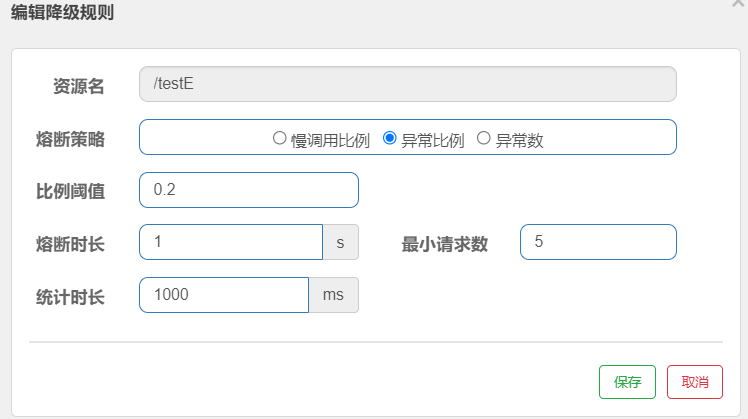 编辑降级规则
资源名 /testE
熔断策略 慢调用比例 异常比例 异常数
比例阈值 0.2
熔断时长 1 s 最小请求数 5
统计时长 1000 ms
保存 取消